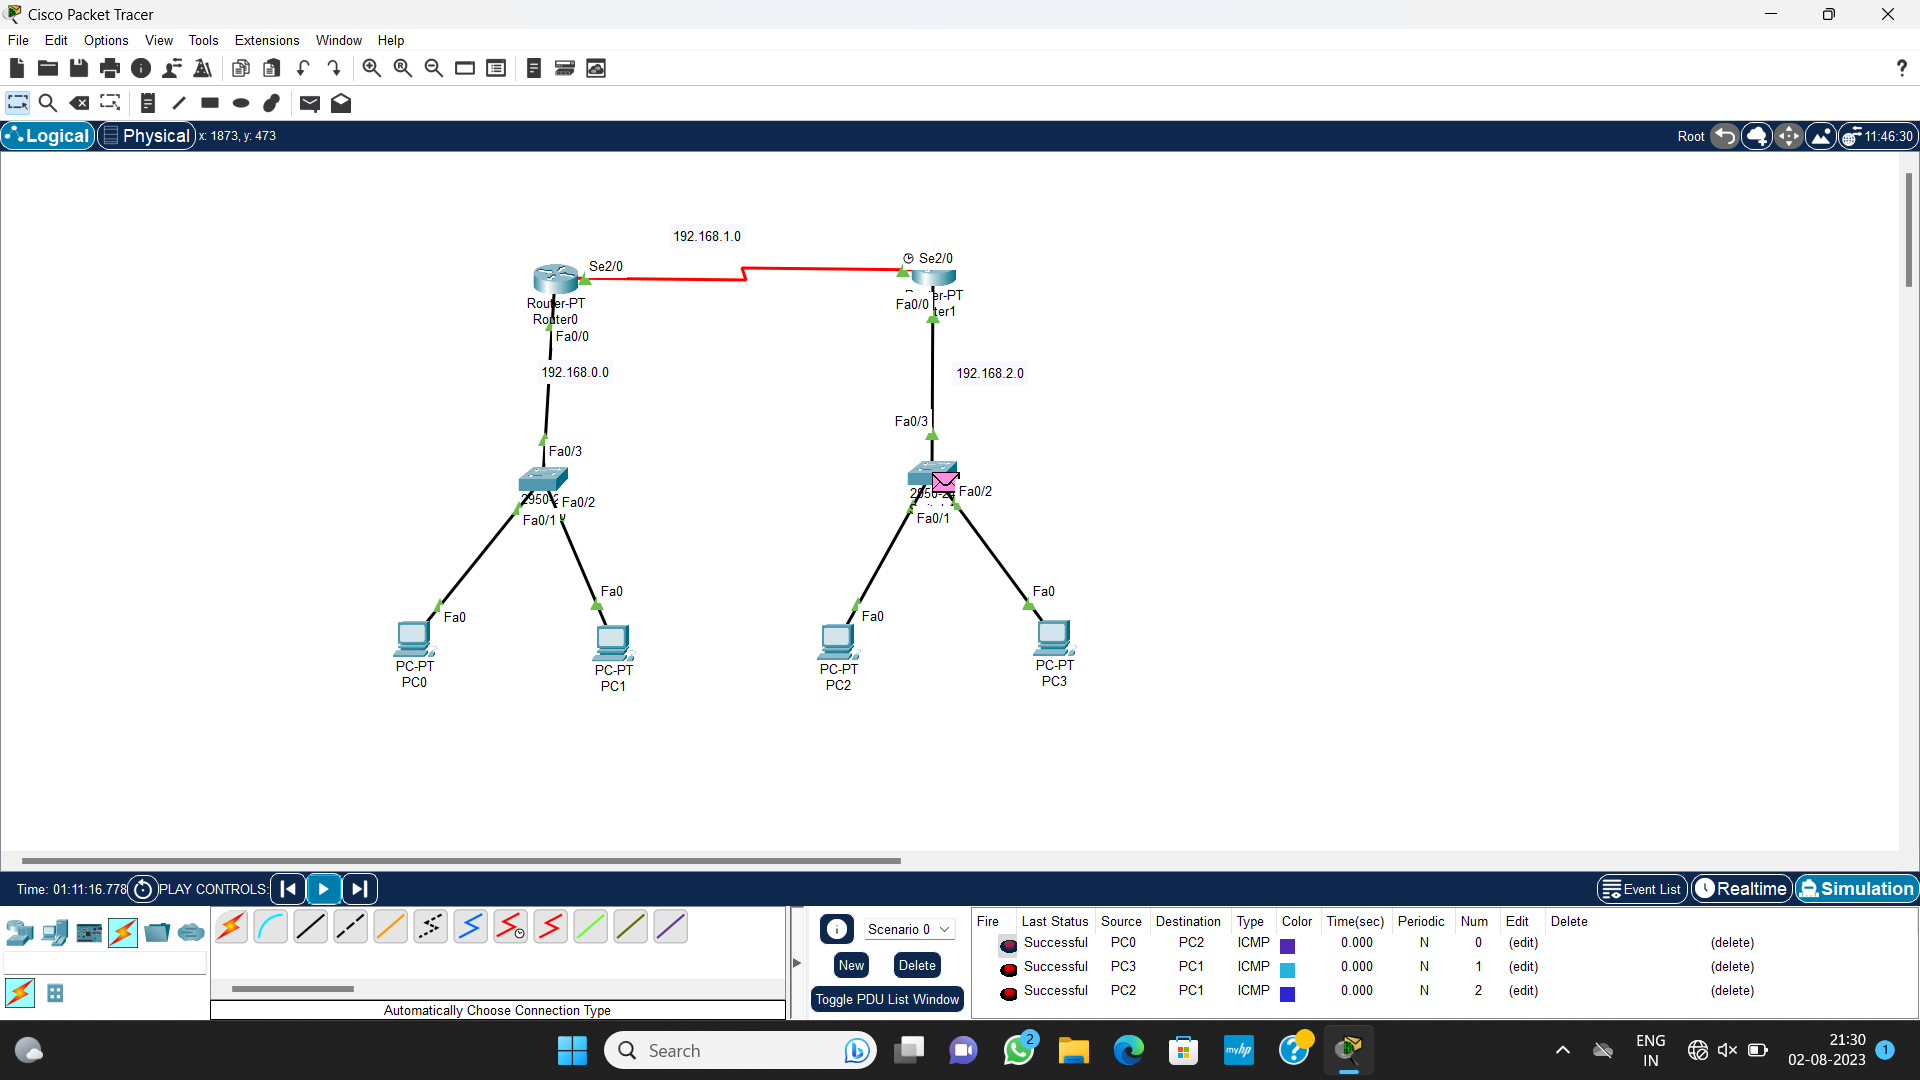 Cisco Packet Tracer
File Edit Options View Tools Extensions Window Help
?
Logical Physical x: 1873, y: 473 Root 11:46:30
192.168.1.0
Se2/0 Se2/0
Router-PT
Router0
Fa0/0
er-PT
ter1
Fa0/0
192.168.0.0
192.168.2.0
Fa0/3
Fa0/3
Fa0/2
Fa0/1
Fa0/2
Fa0/1
Fa0
Fa0
Fa0
Fa0
PC-PT
PC0
PC-PT
PC1
PC-PT
PC2
PC-PT
PC3
Time: 01:11:16.778 PLAY CONTROLS: Event List Realtime Simulation
Automatically Choose Connection Type
Scenario 0
New Delete
Toggle PDU List Window
Fire Last Status Source Destination Type Color Time(sec) Periodic Num Edit Delete
Successful PC0 PC2 ICMP 0.000 N 0 (edit) (delete)
Successful PC3 PC1 ICMP 0.000 N 1 (edit) (delete)
Successful PC2 PC1 ICMP 0.000 N 2 (edit) (delete)
Search
2
myhp
?
ENG
IN
21:30
02-08-2023
1